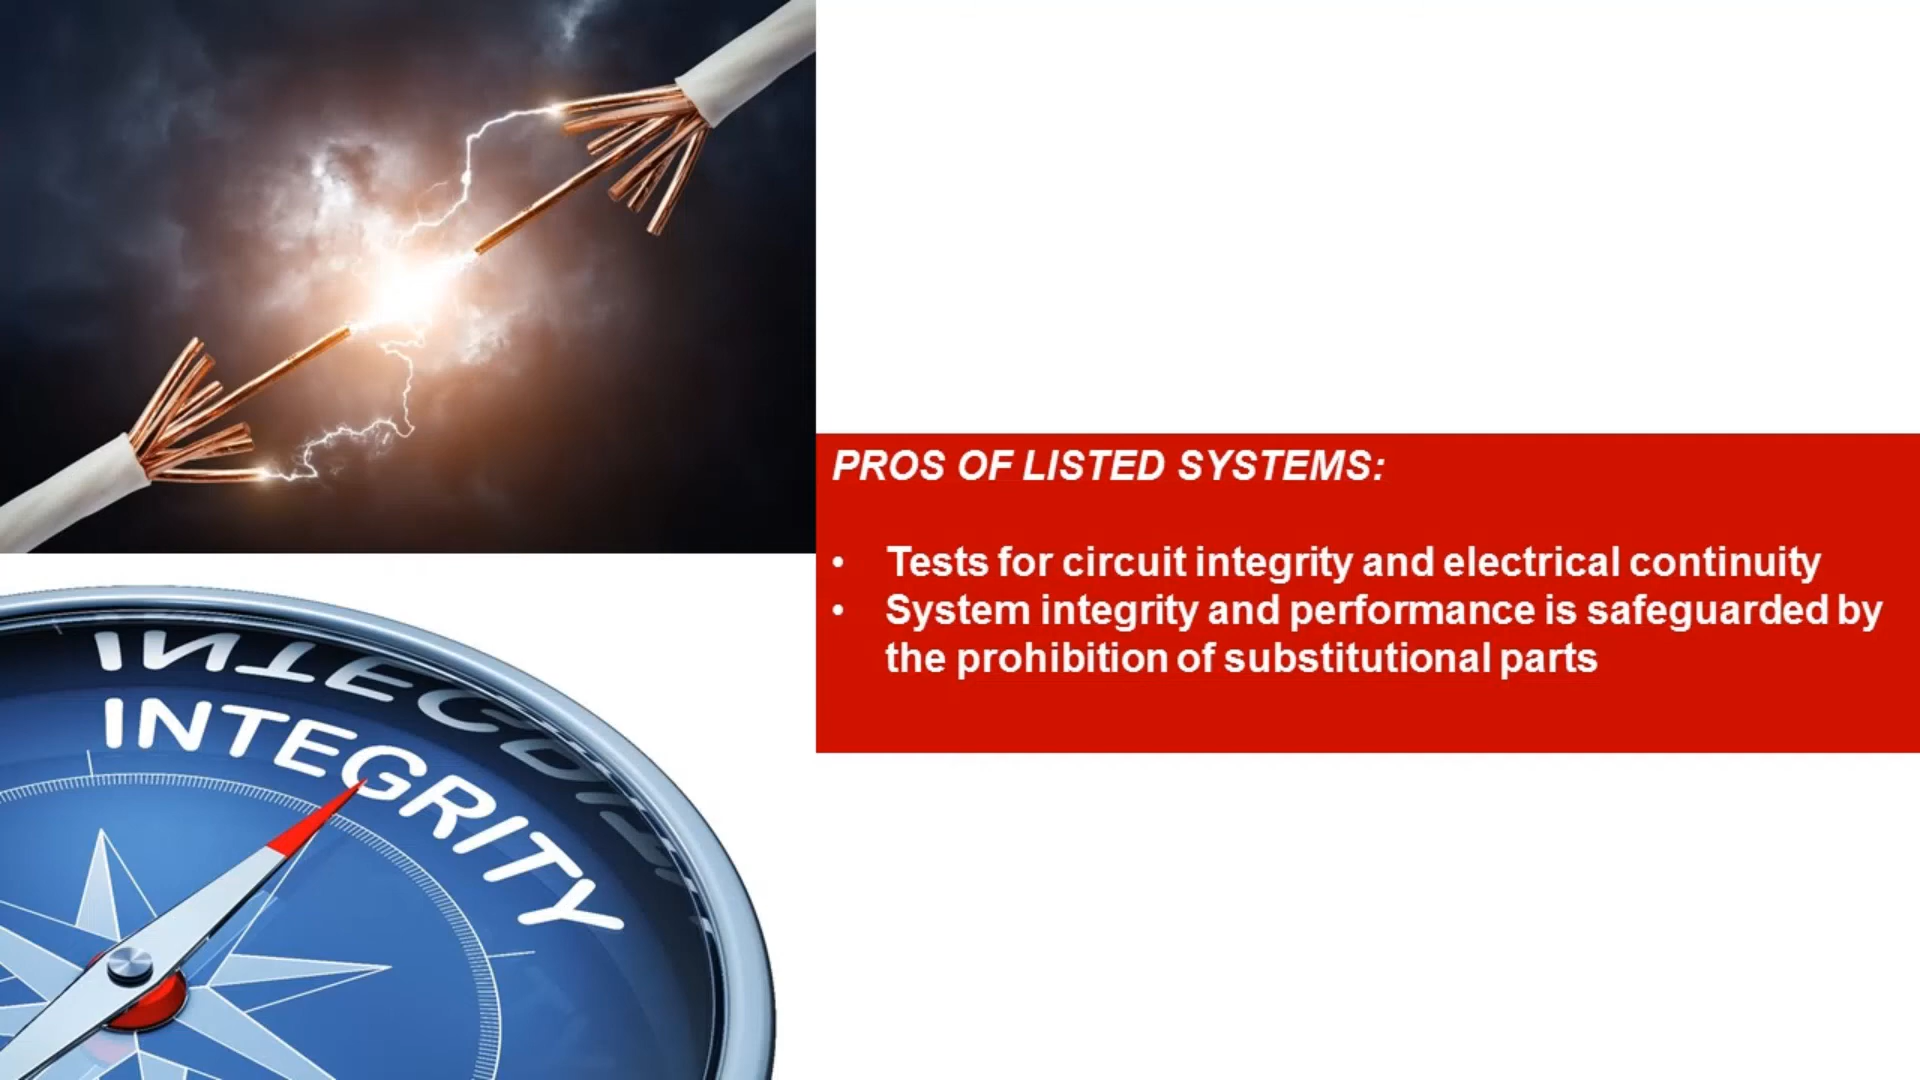 PROS OF LISTED SYSTEMS:
• Tests for circuit integrity and electrical continuity
• System integrity and performance is safeguarded by
the prohibition of substitutional parts
INTEGRITY